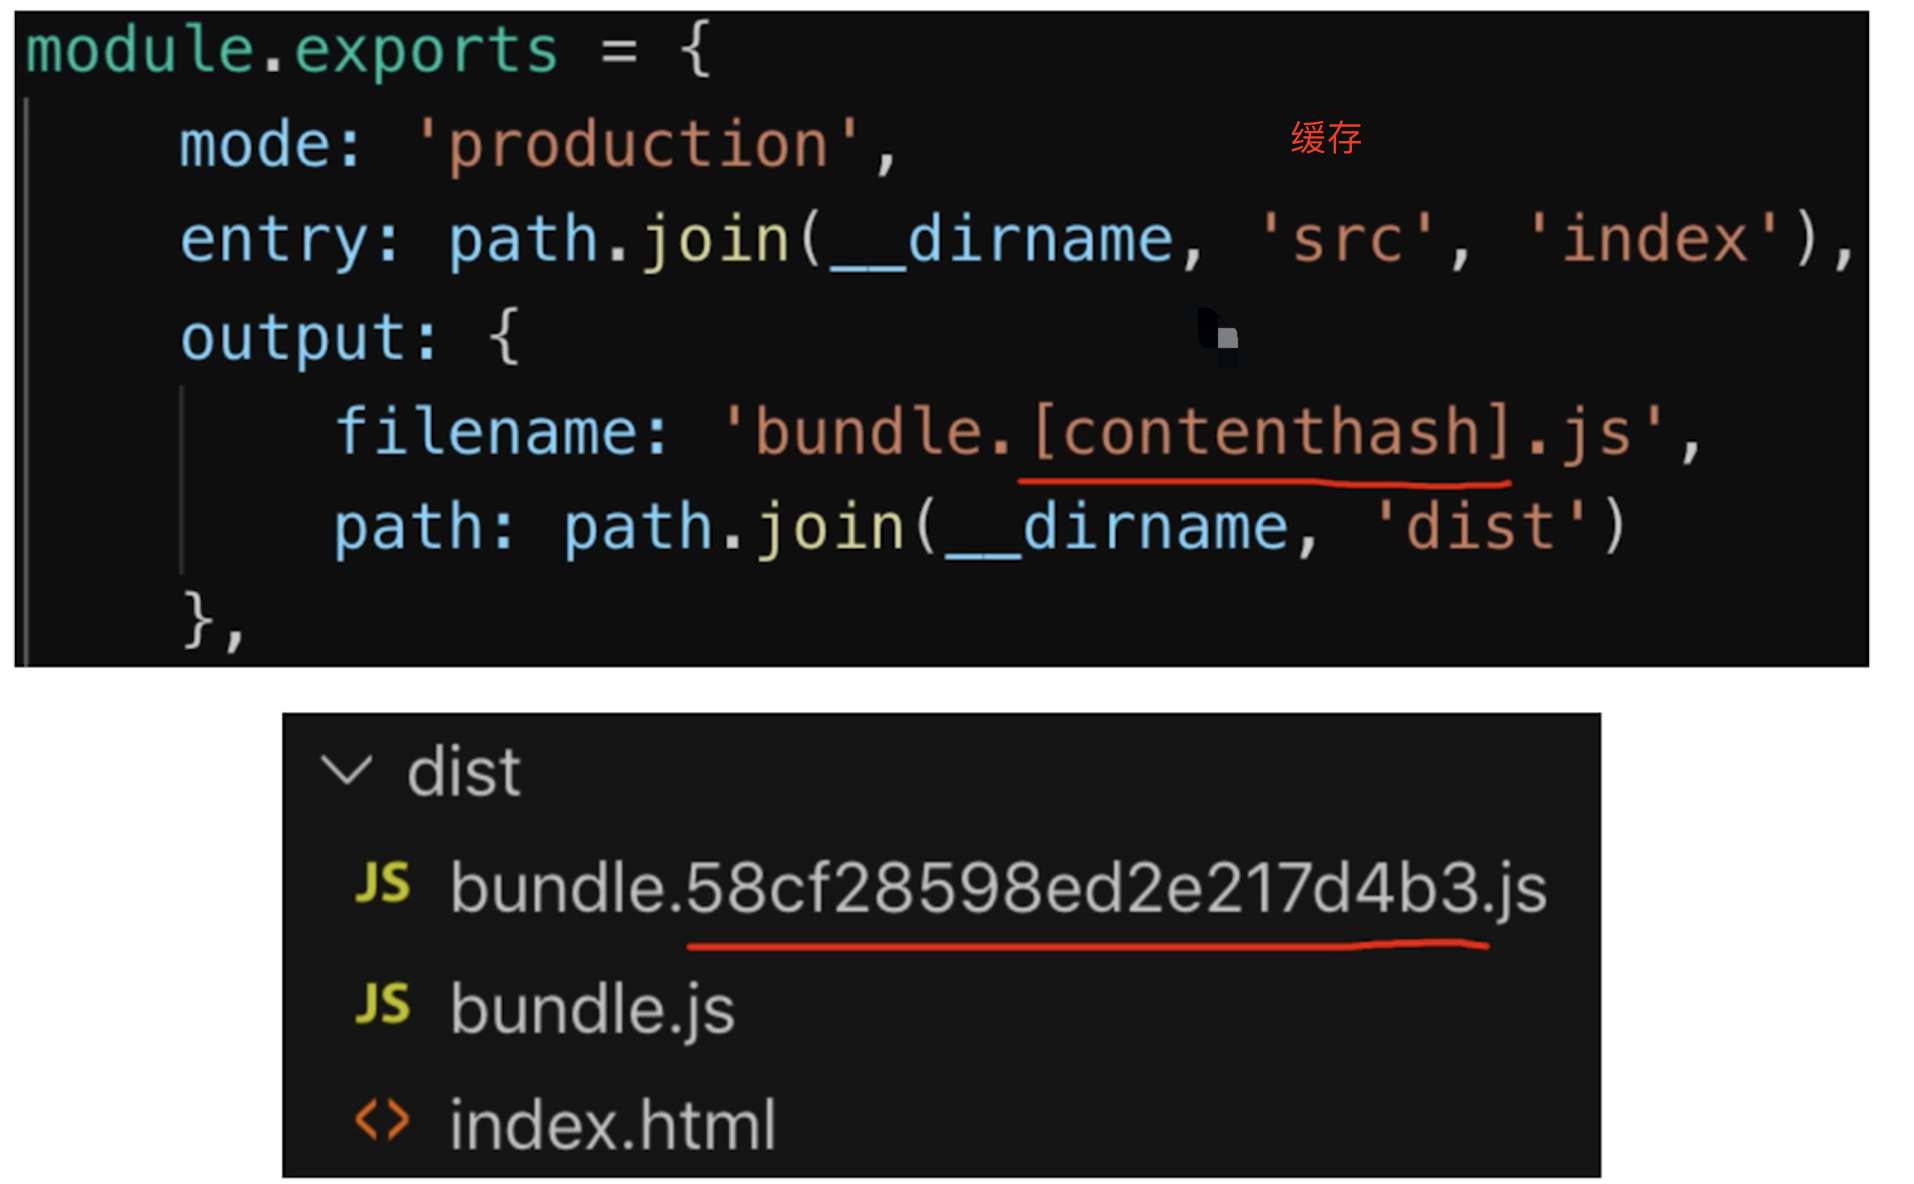 module.exports = {
mode: 'production',
缓存
entry: path.join(__dirname, 'src', 'index'),
output: {
filename: 'bundle.[contenthash].js',
path: path.join(__dirname, 'dist')
},
dist
JS bundle.58cf28598ed2e217d4b3.js
JS bundle.js
<> index.html